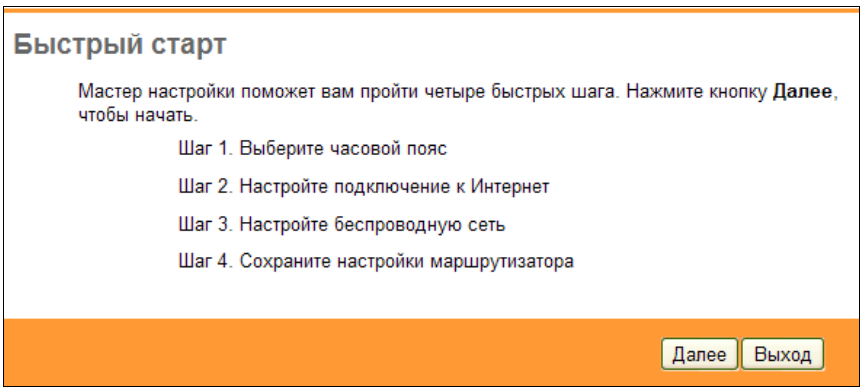 Быстрый старт
Мастер настройки поможет вам пройти четыре быстрых шага. Нажмите кнопку Далее,
чтобы начать.
Шаг 1. Выберите часовой пояс
Шаг 2. Настройте подключение к Интернет
Шаг 3. Настройте беспроводную сеть
Шаг 4. Сохраните настройки маршрутизатора
Далее Выход